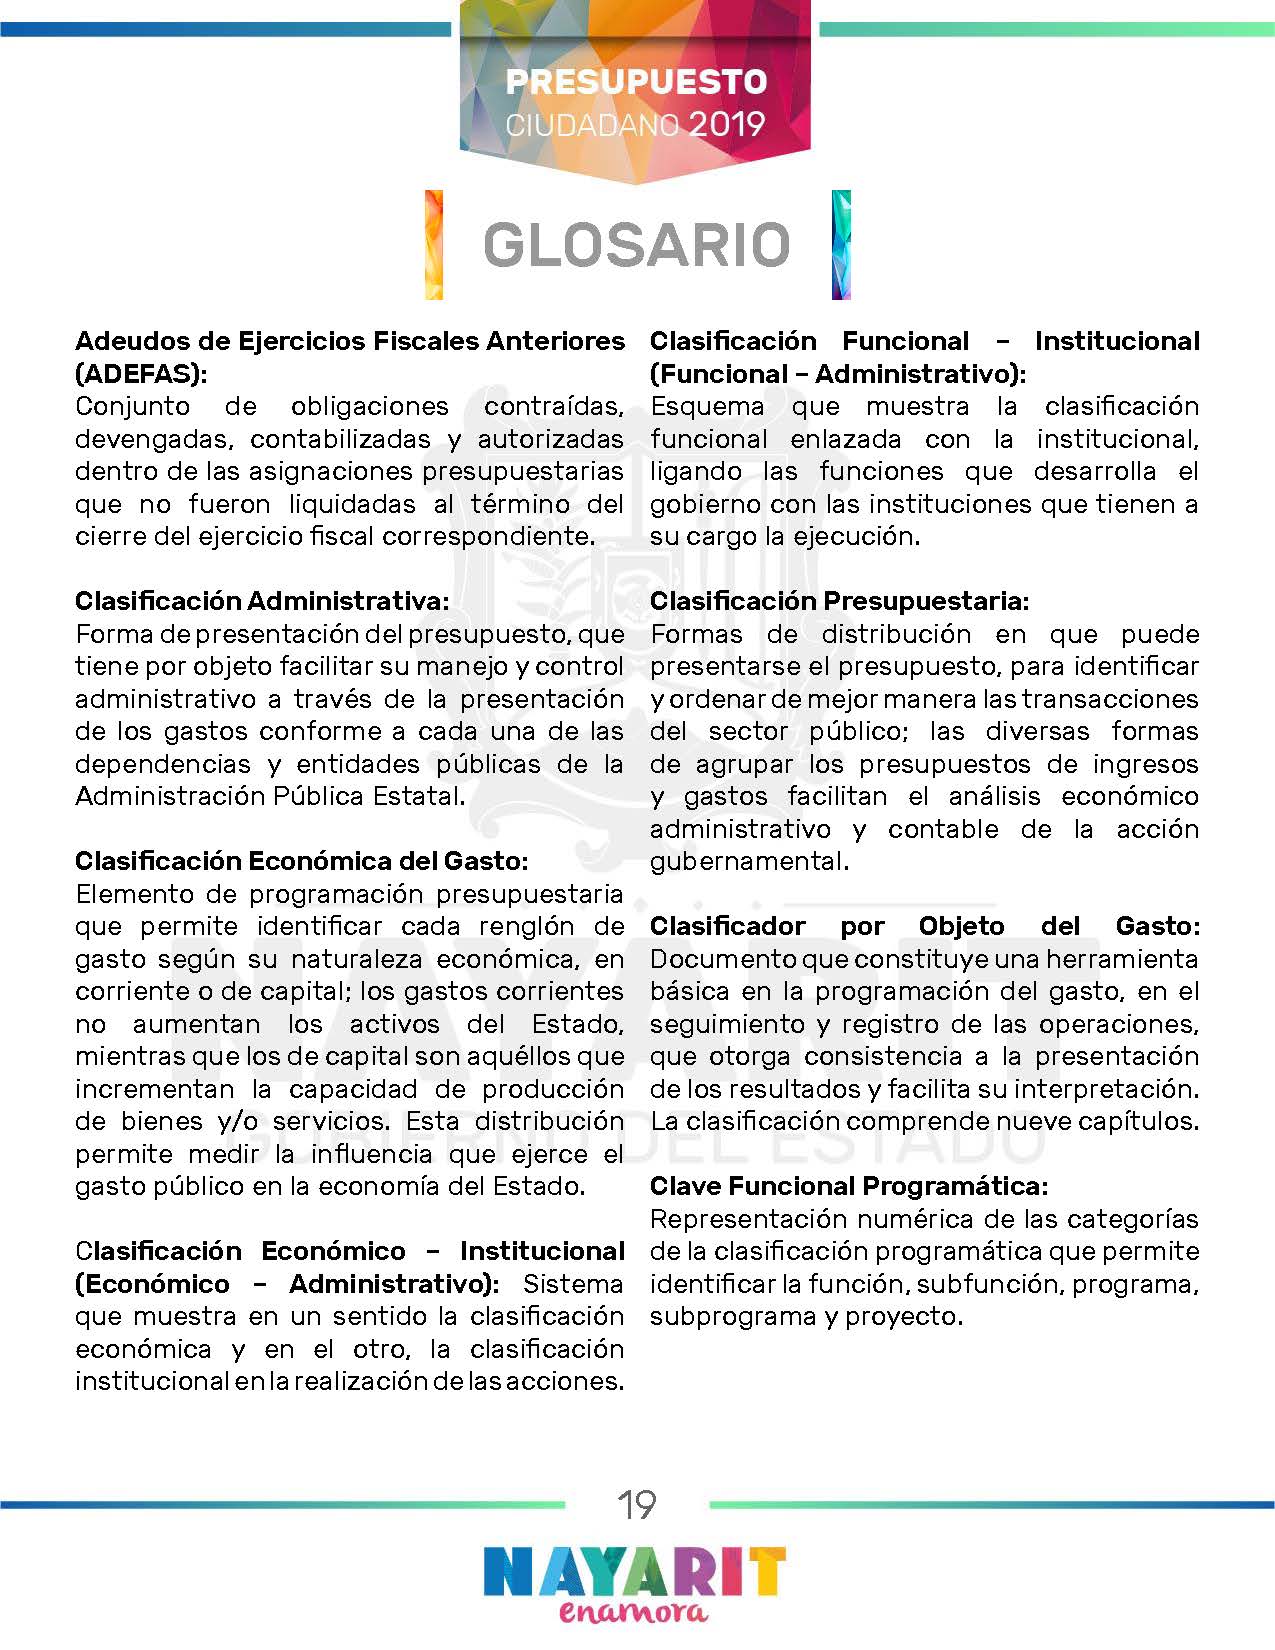 PRESUPUESTO
CIUDADANO 2019
GLOSARIO
Adeudos de Ejercicios Fiscales Anteriores
(ADEFAS):
Conjunto de obligaciones contraídas,
devengadas, contabilizadas y autorizadas
dentro de las asignaciones presupuestarias
que no fueron liquidadas al término del
cierre del ejercicio fiscal correspondiente.
Clasificación Administrativa:
Forma de presentación del presupuesto, que
tiene por objeto facilitar su manejo y control
administrativo a través de la presentación
de los gastos conforme a cada una de las
dependencias y entidades públicas de la
Administración Pública Estatal.
Clasificación Económica del Gasto:
Elemento de programación presupuestaria
que permite identificar cada renglón de
gasto según su naturaleza económica, en
corriente o de capital; los gastos corrientes
no aumentan los activos del Estado,
mientras que los de capital son aquéllos que
incrementan la capacidad de producción
de bienes y/o servicios. Esta distribución
permite medir la influencia que ejerce el
gasto público en la economía del Estado.
Clasificación Económico – Institucional
(Económico – Administrativo): Sistema
que muestra en un sentido la clasificación
económica y en el otro, la clasificación
institucional en la realización de las acciones.
Clasificación Funcional – Institucional
(Funcional – Administrativo):
Esquema que muestra la clasificación
funcional enlazada con la institucional,
ligando las funciones que desarrolla el
gobierno con las instituciones que tienen a
su cargo la ejecución.
Clasificación Presupuestaria:
Formas de distribución en que puede
presentarse el presupuesto, para identificar
y ordenar de mejor manera las transacciones
del sector público; las diversas formas
de agrupar los presupuestos de ingresos
y gastos facilitan el análisis económico
administrativo y contable de la acción
gubernamental.
Clasificador por Objeto del Gasto:
Documento que constituye una herramienta
básica en la programación del gasto, en el
seguimiento y registro de las operaciones,
que otorga consistencia a la presentación
de los resultados y facilita su interpretación.
La clasificación comprende nueve capítulos.
Clave Funcional Programática:
Representación numérica de las categorías
de la clasificación programática que permite
identificar la función, subfunción, programa,
subprograma y proyecto.
NAYARIT
GOBIERNO DEL ESTADO
19
NAYARIT
enamora